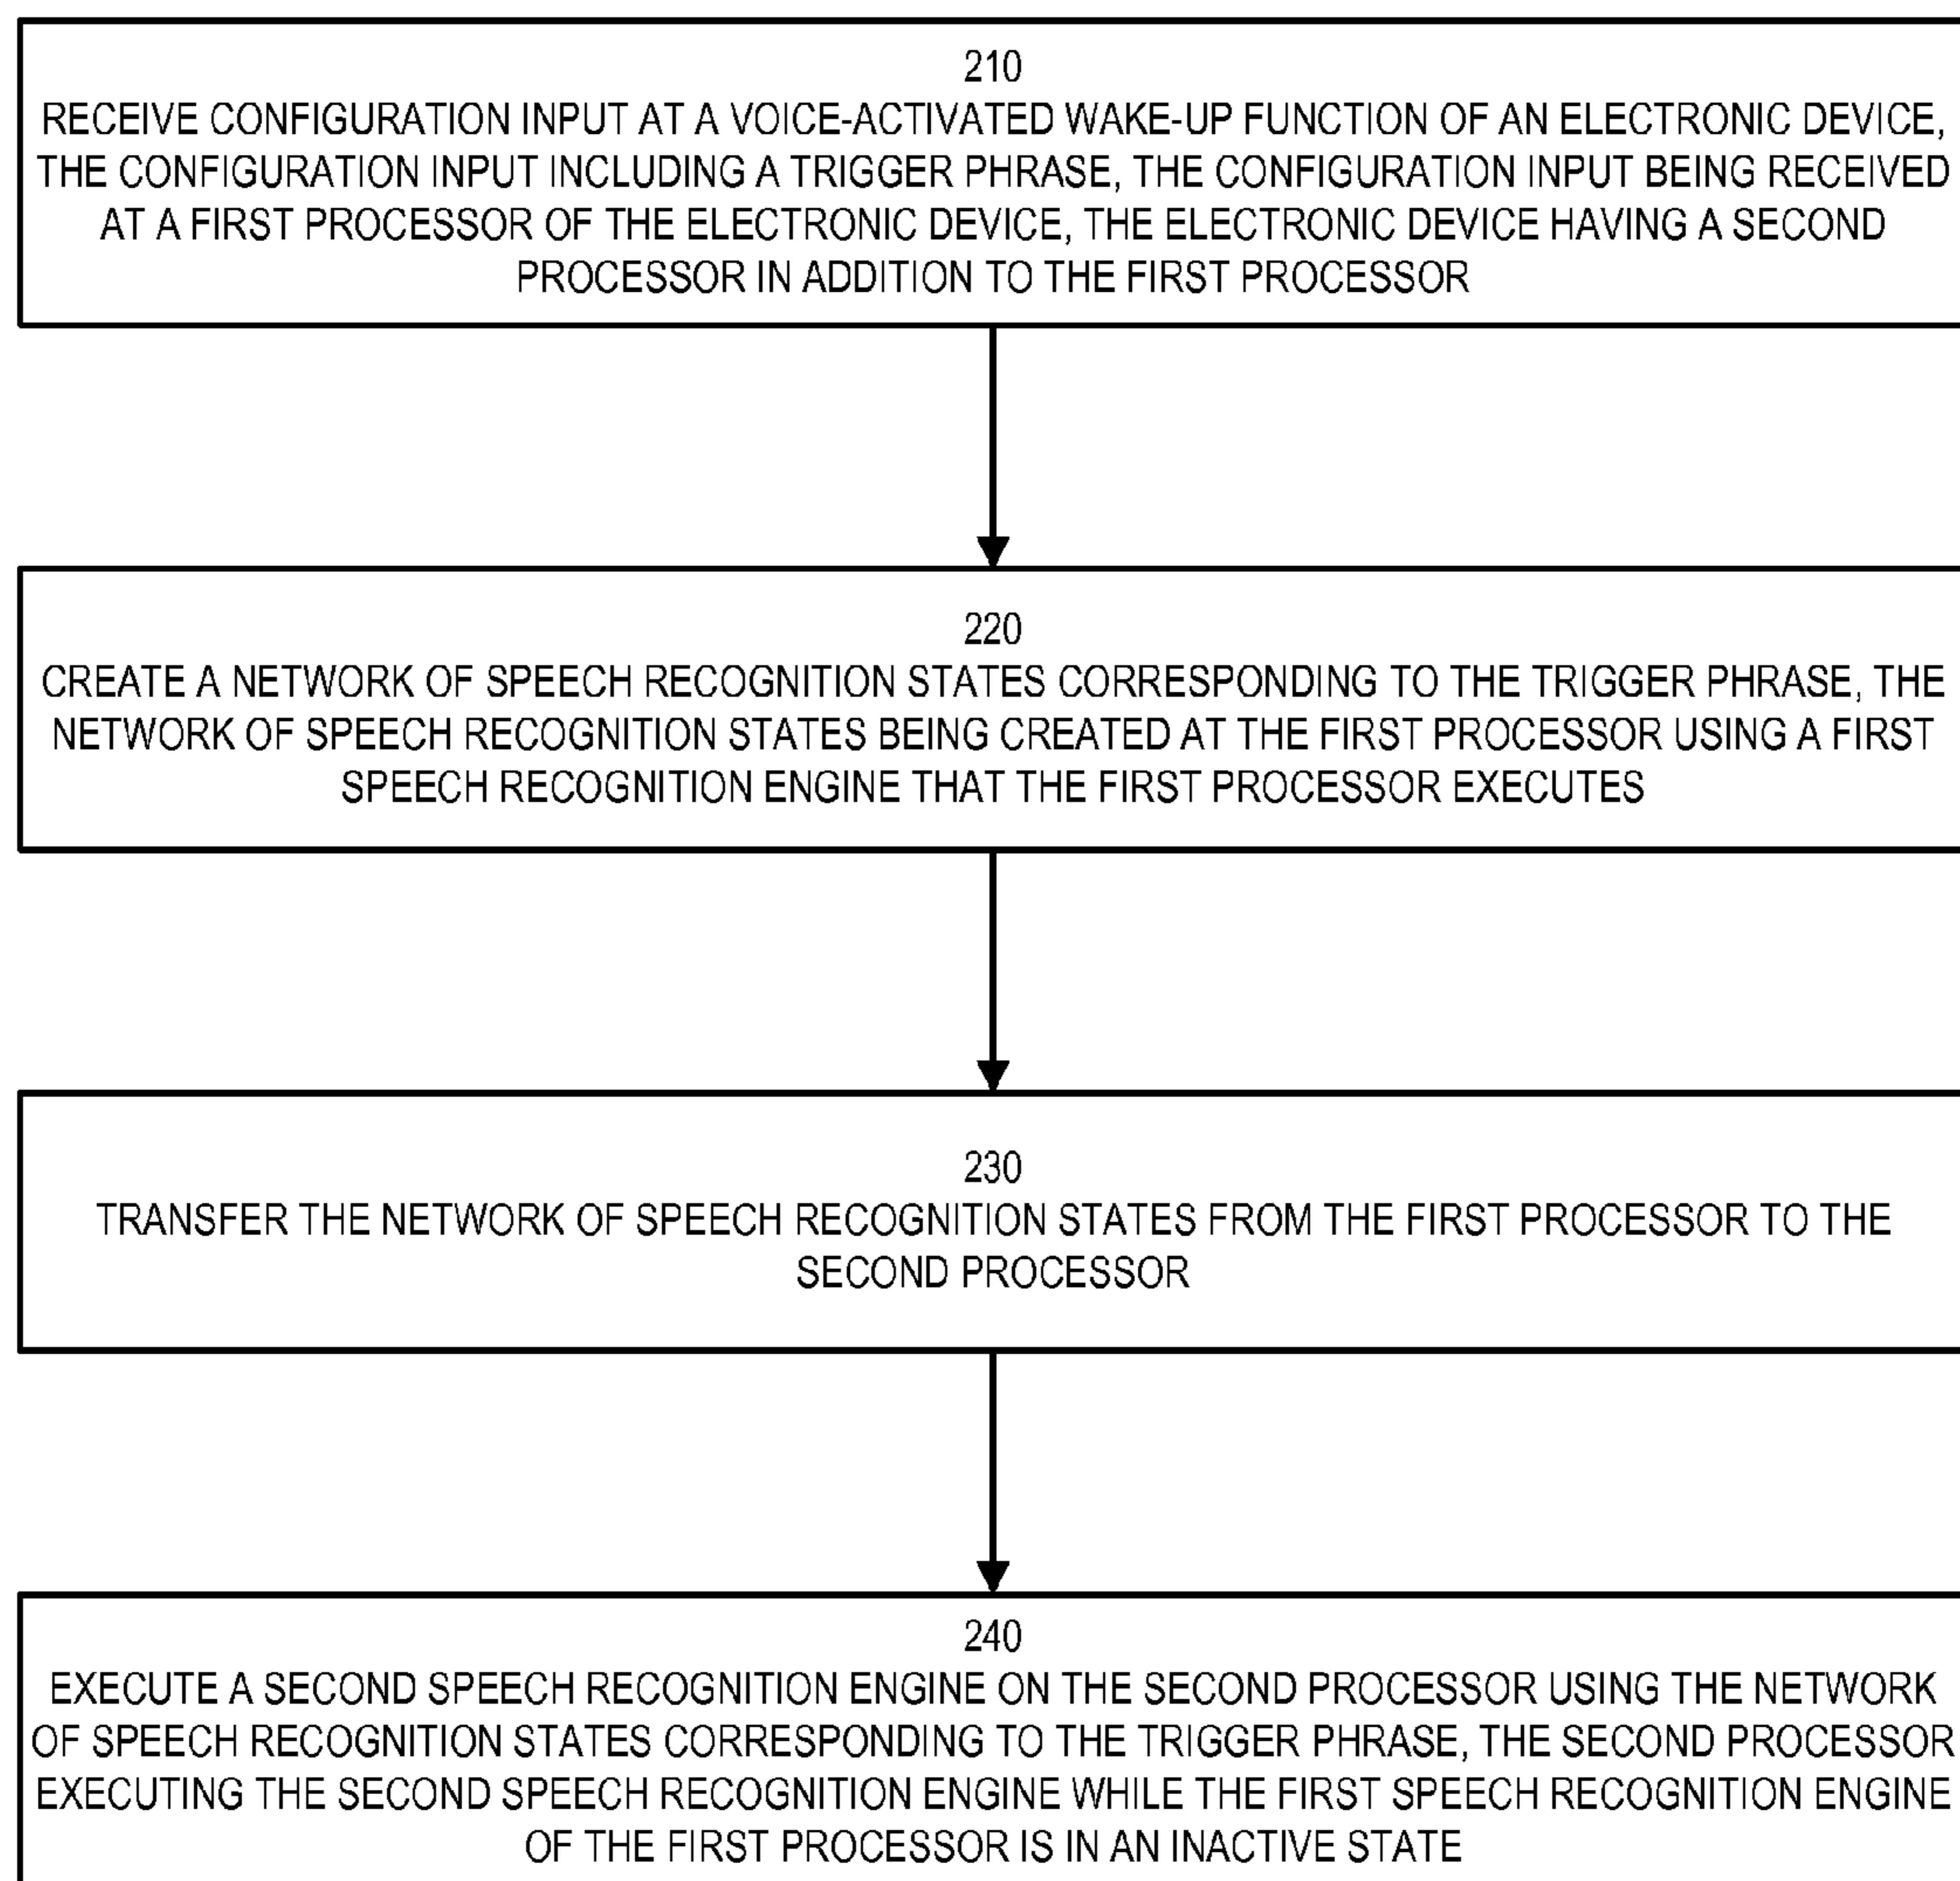 210
RECEIVE CONFIGURATION INPUT AT A VOICE-ACTIVATED WAKE-UP FUNCTION OF AN ELECTRONIC DEVICE,
THE CONFIGURATION INPUT INCLUDING A TRIGGER PHRASE, THE CONFIGURATION INPUT BEING RECEIVED
AT A FIRST PROCESSOR OF THE ELECTRONIC DEVICE, THE ELECTRONIC DEVICE HAVING A SECOND
PROCESSOR IN ADDITION TO THE FIRST PROCESSOR
220
CREATE A NETWORK OF SPEECH RECOGNITION STATES CORRESPONDING TO THE TRIGGER PHRASE, THE
NETWORK OF SPEECH RECOGNITION STATES BEING CREATED AT THE FIRST PROCESSOR USING A FIRST
SPEECH RECOGNITION ENGINE THAT THE FIRST PROCESSOR EXECUTES
230
TRANSFER THE NETWORK OF SPEECH RECOGNITION STATES FROM THE FIRST PROCESSOR TO THE
SECOND PROCESSOR
240
EXECUTE A SECOND SPEECH RECOGNITION ENGINE ON THE SECOND PROCESSOR USING THE NETWORK
OF SPEECH RECOGNITION STATES CORRESPONDING TO THE TRIGGER PHRASE, THE SECOND PROCESSOR
EXECUTING THE SECOND SPEECH RECOGNITION ENGINE WHILE THE FIRST SPEECH RECOGNITION ENGINE
OF THE FIRST PROCESSOR IS IN AN INACTIVE STATE